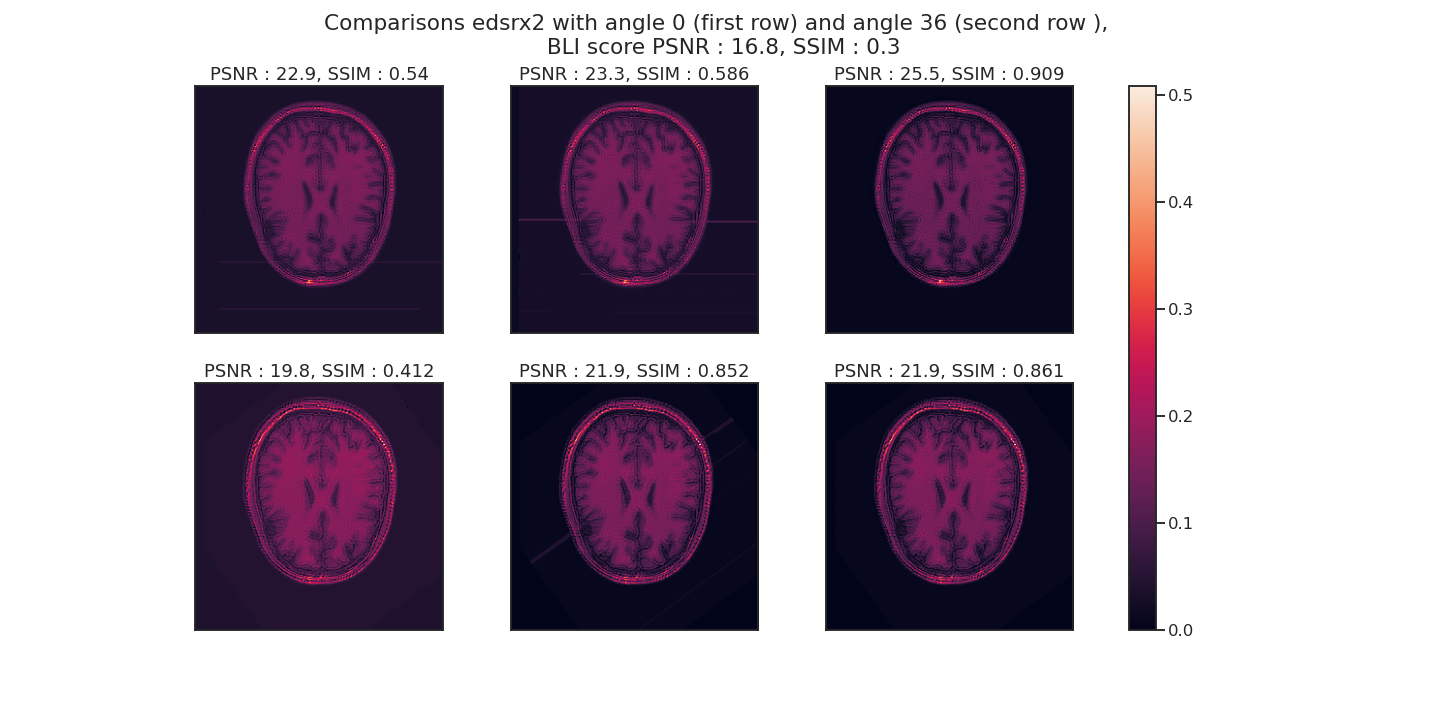 Comparisons edsrx2 with angle 0 (first row) and angle 36 (second row ),
BLI score PSNR : 16.8, SSIM : 0.3
PSNR : 22.9, SSIM : 0.54
PSNR : 23.3, SSIM : 0.586
PSNR : 25.5, SSIM : 0.909
PSNR : 19.8, SSIM : 0.412
PSNR : 21.9, SSIM : 0.852
PSNR : 21.9, SSIM : 0.861
0.5
0.4
0.3
0.2
0.1
0.0